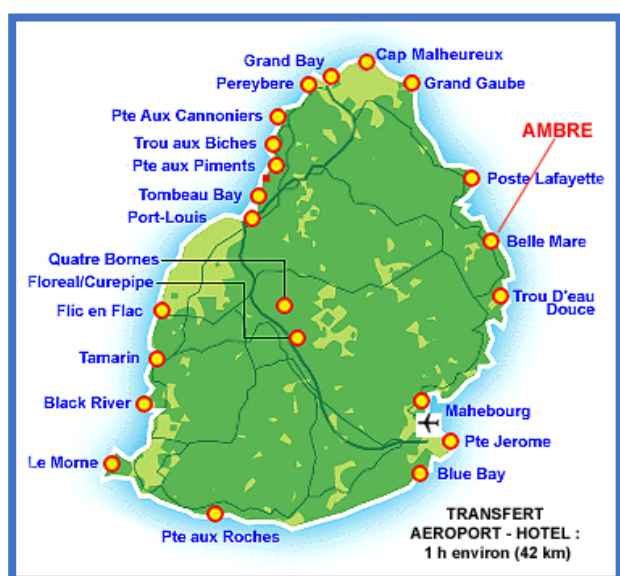 Cap Malheureux
Grand Bay
Pereybere
Grand Gaube
Pte Aux Cannoniers
AMBRE
Trou aux Biches
Pte aux Piments
Poste Lafayette
Tombeau Bay
Port-Louis
Belle Mare
Quatre Bornes
Floreal/Curepipe
Trou D'eau
Douce
Flic en Flac
Tamarin
Black River
Mahebourg
Pte Jerome
Le Morne
Blue Bay
Pte aux Roches
TRANSFERT
AEROPORT - HOTEL :
1 h environ (42 km)